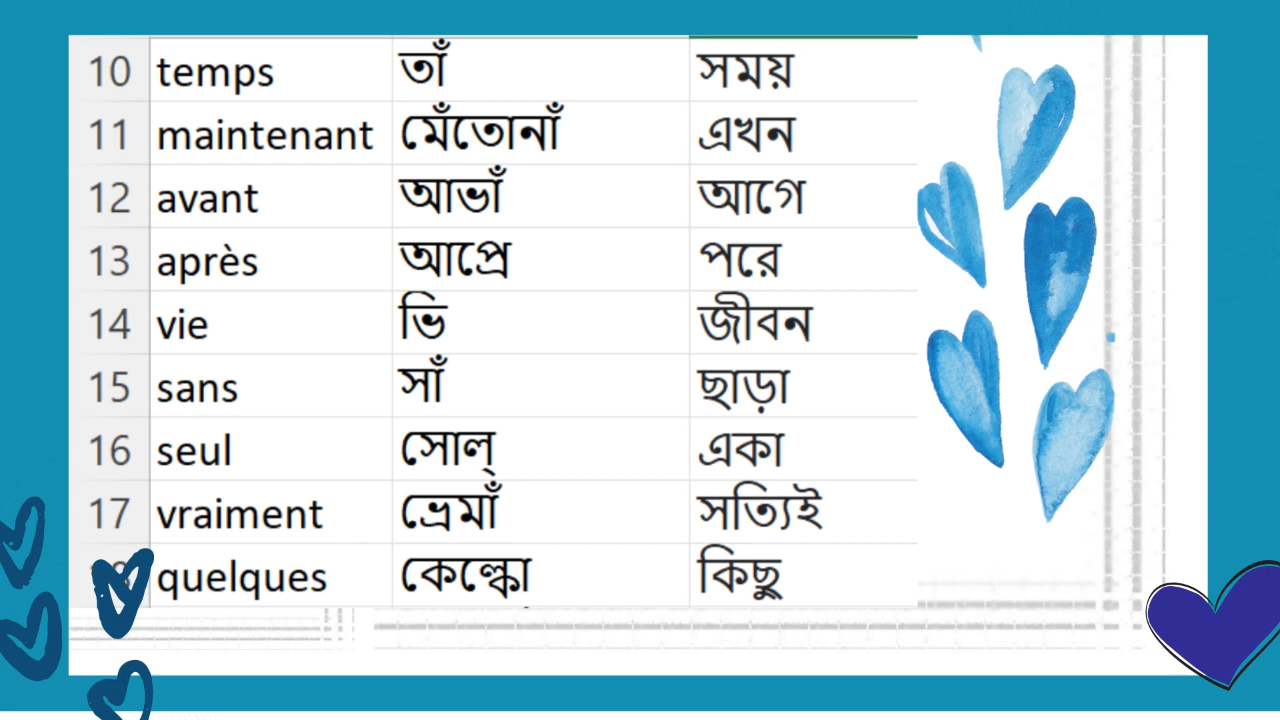 10 temps তাঁ সময়
11 maintenant মেঁতোনাঁ এখন
12 avant আভাঁ আগে
13 après আপ্রে পরে
14 vie ভি জীবন
15 sans সাঁ ছাড়া
16 seul সোল্ একা
17 vraiment ভ্রেমাঁ সত্যিই
quelques কেল্কো কিছু